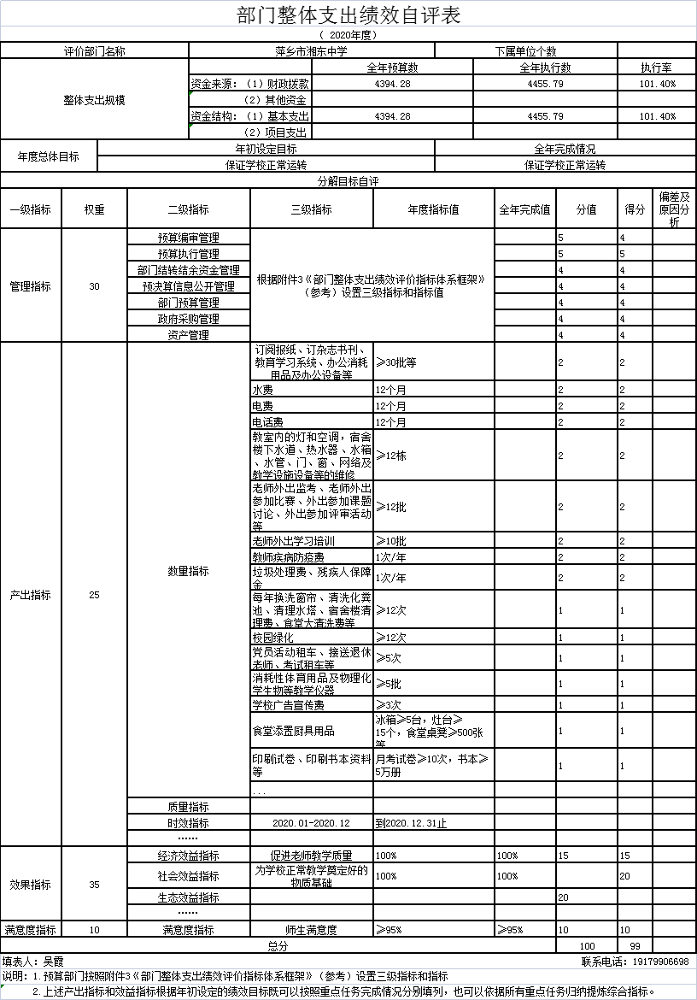 部门整体支出绩效自评表
( 2020年度)
评价部门名称 萍乡市湘东中学 下属单位个数
整体支出规模 全年预算数 全年执行数 执行率
资金来源：（1）财政拨款 4394.28 4455.79 101.40%
（2）其他资金
资金结构：（1）基本支出 4394.28 4455.79 101.40%
（2）项目支出
年度总体目标 年初设定目标 全年完成情况
保证学校正常运转 保证学校正常运转
分解目标自评
一级指标 权重 二级指标 三级指标 年度指标值 全年完成值 分值 得分 偏差及
原因分
析
管理指标 30 预算编审管理 5 4
预算执行管理 5 5
部门结转结余资金管理 4 4
预决算信息公开管理 4 4
部门预算管理 4 4
政府采购管理 4 4
资产管理 4 4
根据附件3《部门整体支出绩效评价指标体系框架》
（参考）设置三级指标和指标值
产出指标 25 数量指标
订阅报纸、订杂志书刊、
教育学习系统、办公消耗
用品及办公设备等 ≥30批等 2 2
水费 12个月 2 2
电费 12个月 2 2
电话费 12个月 2 2
教室内的灯和空调，宿舍
楼下水道、热水器、水箱
、水管、门、窗、网络及
教学设施设备等的维修 ≥12栋 2 2
老师外出监考、老师外出
参加比赛、外出参加课题
讨论、外出参加评审活动
等 ≥12批 2 2
老师外出学习培训 ≥10批 2 2
教师疾病防疫费 1次/年 2 2
垃圾处理费、残疾人保障
金 1次/年 2 2
每年换洗窗帘、清洗化粪
池、清理水塔、宿舍楼清
理费、食堂大清洗费等 ≥12次 1 1
校园绿化 ≥12次 1 1
党员活动租车、接送退休
老师、考试租车等 ≥5次 1 1
消耗性体育用品及物理化
学生物等教学仪器 ≥5批 1 1
学校广告宣传费 ≥3次 1 1
食堂添置厨具用品 冰箱≥5台，灶台≥
15个，食堂桌凳≥500张
等 1 1
印刷试卷、印刷书本资料
等 月考试卷≥10次，书本≥
5万册 1 1
...
质量指标
时效指标 2020.01-2020.12 到2020.12.31止
……
效果指标 35 经济效益指标 促进老师教学质量 100% 100% 15 15
社会效益指标 为学校正常教学奠定好的
物质基础 100% 100% 20
生态效益指标 20
……
满意度指标 10 满意度指标 师生满意度 ≥95% ≥95% 10 10
总分 100 99
填表人：吴霞 联系电话：19179906698
说明：1.预算部门按照附件3《部门整体支出绩效评价指标体系框架》（参考）设置三级指标和指标
2.上述产出指标和效益指标根据年初设定的绩效目标既可以按照重点任务完成情况分别填列，也可以依据所有重点任务归纳提炼综合指标。